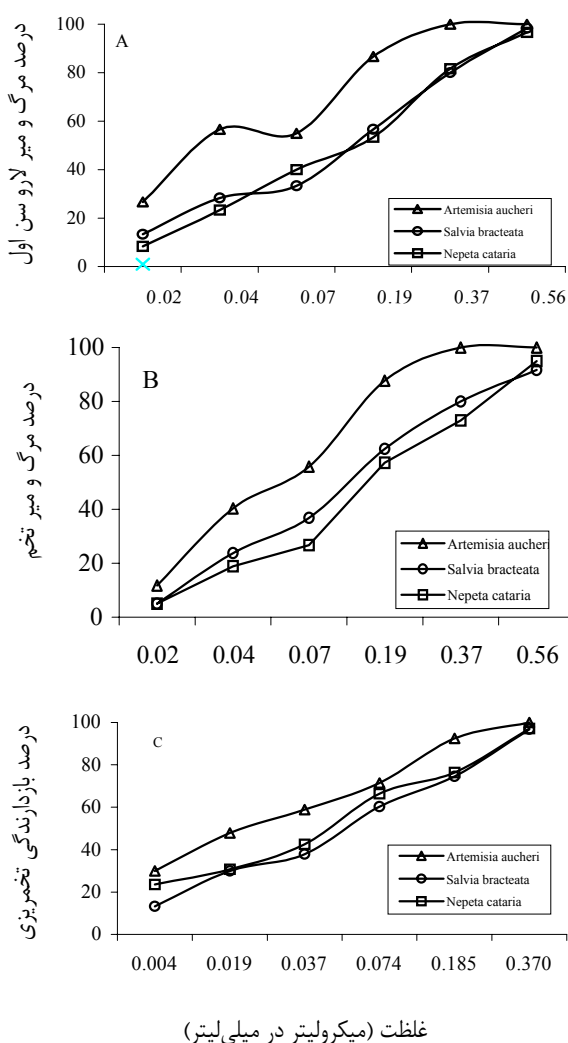 A
درصد مرگ و میر لارو سن اول
100
80
60
40
20
0
Artemisia aucheri
Salvia bracteata
Nepeta cataria
0.02 0.04 0.07 0.19 0.37 0.56
B
درصد مرگ و میر تخم
100
80
60
40
20
0
Artemisia aucheri
Salvia bracteata
Nepeta cataria
0.02 0.04 0.07 0.19 0.37 0.56
C
درصد بازدارندگی تخمریزی
100
80
60
40
20
0
Artemisia aucheri
Salvia bracteata
Nepeta cataria
0.004 0.019 0.037 0.074 0.185 0.370
غلظت (میکرولیتر در میلی‌لیتر)